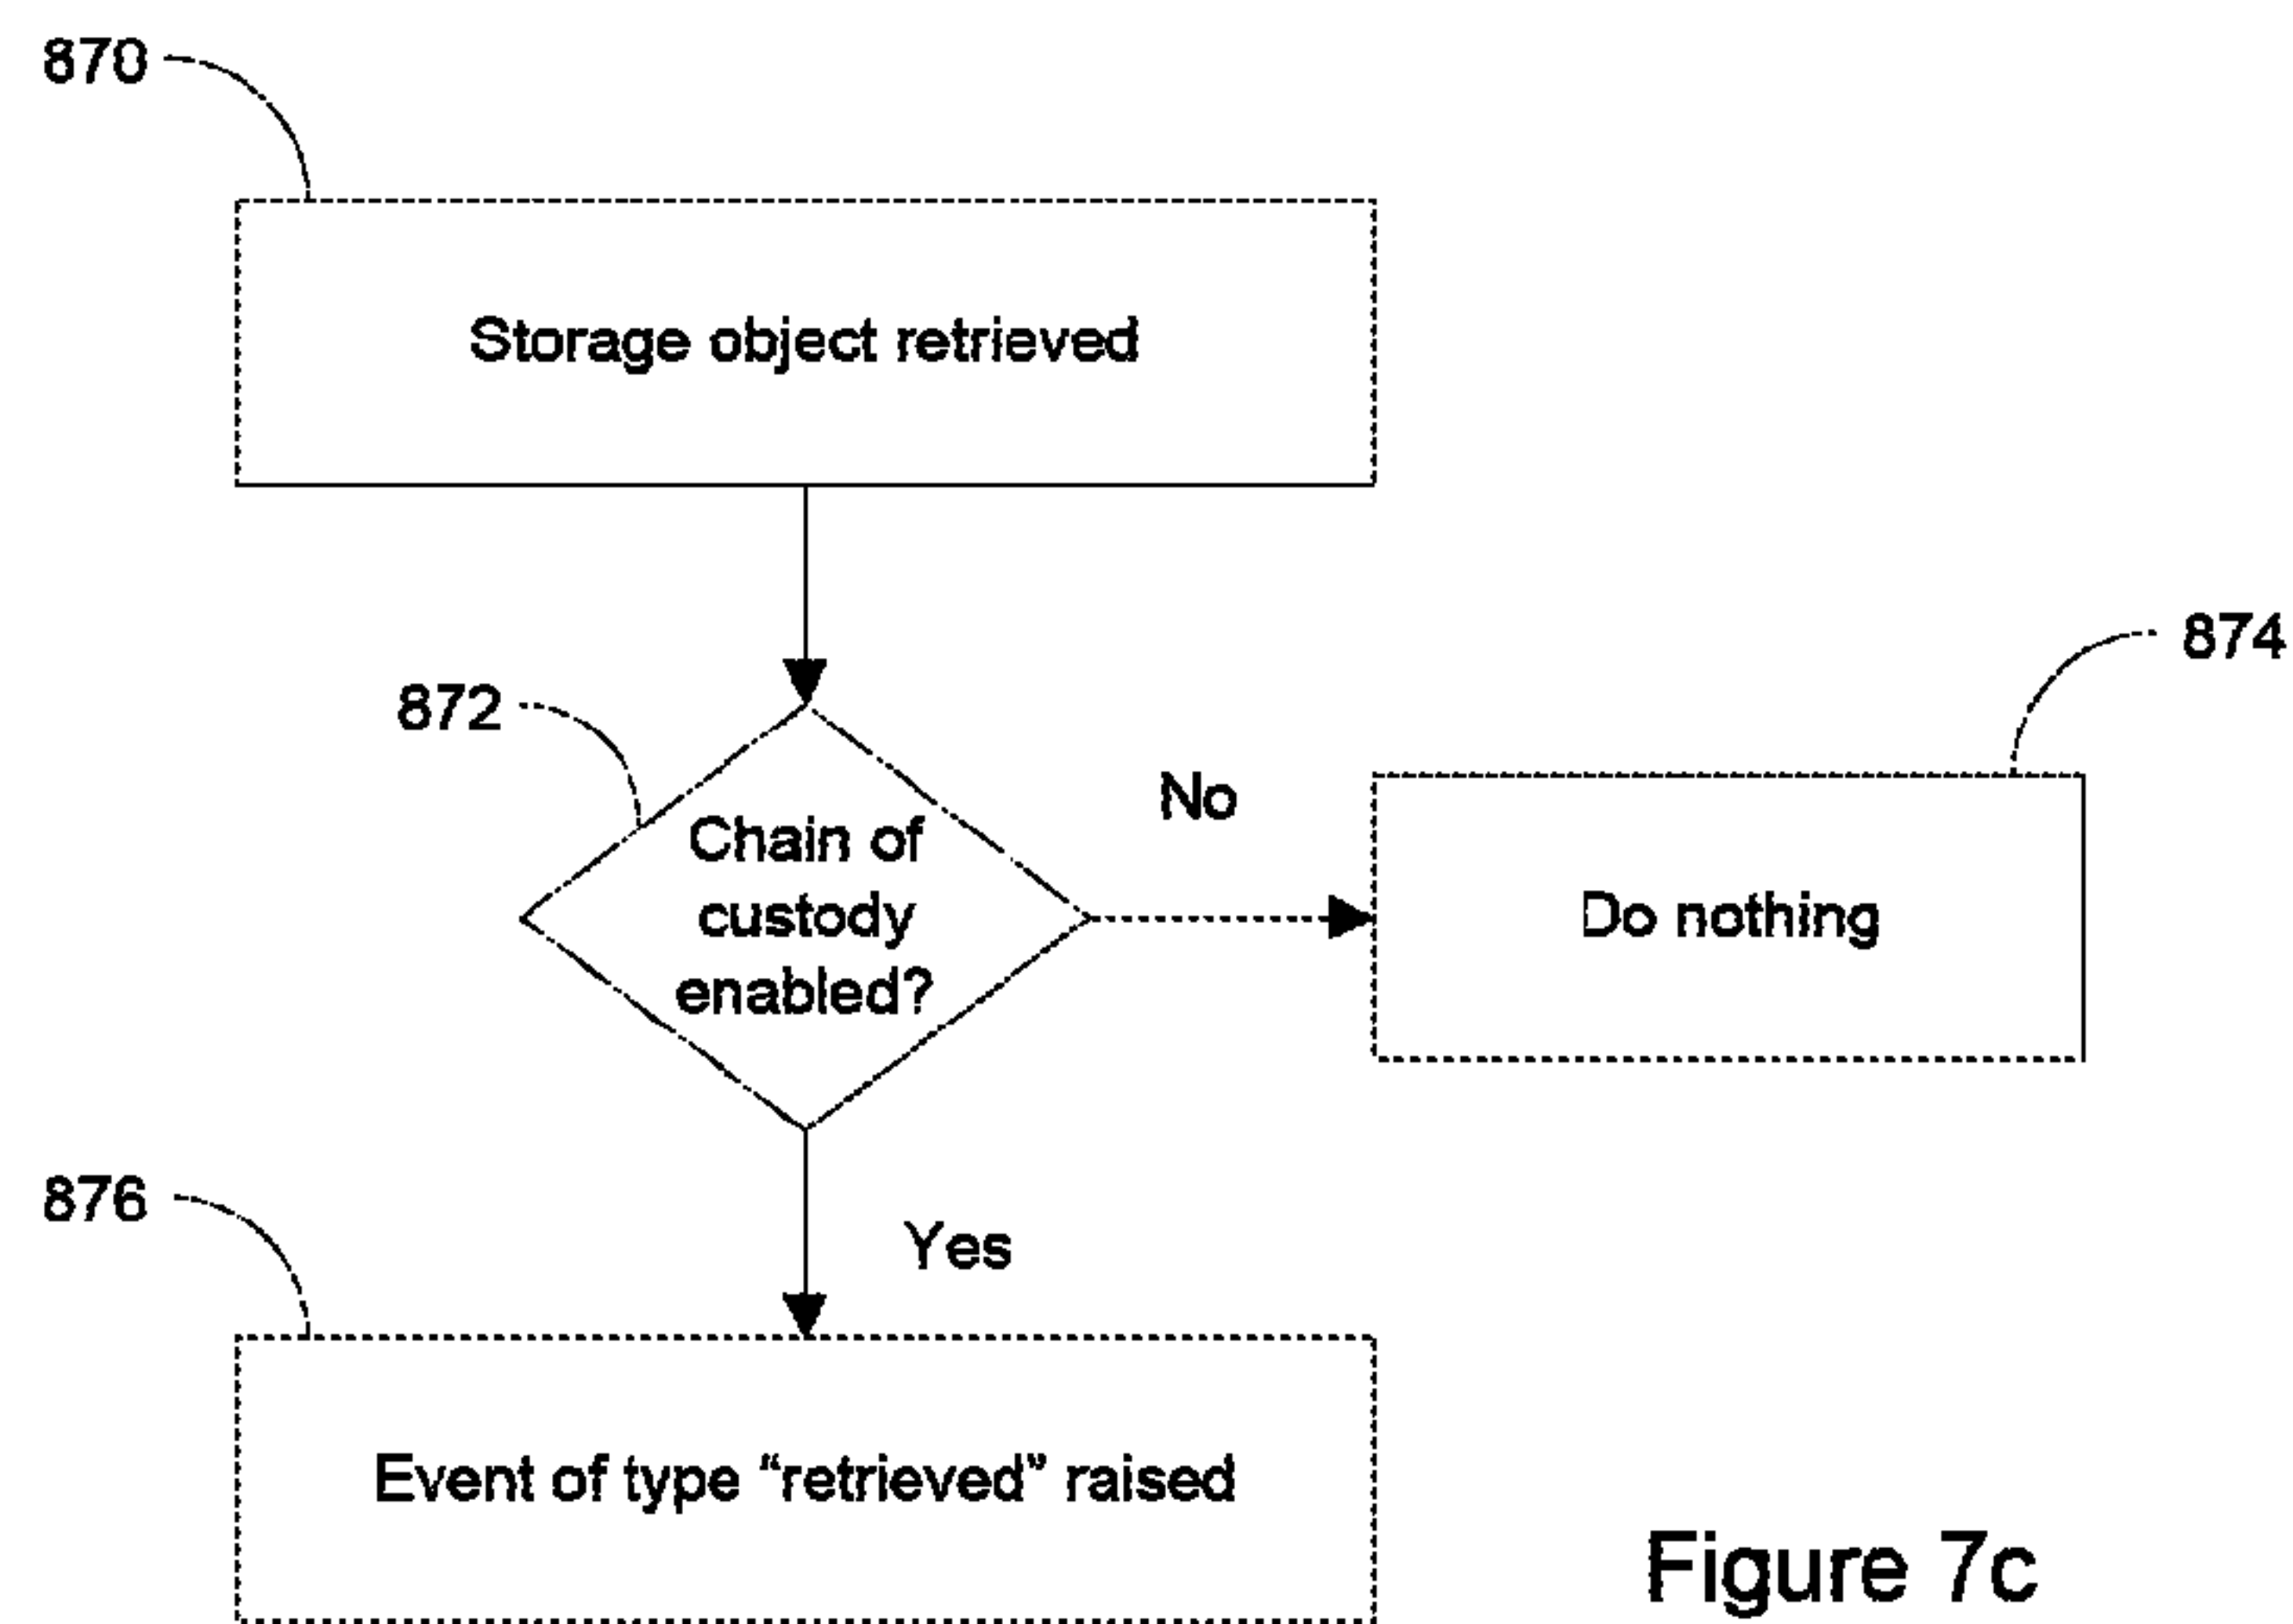 870
Storage object retrieved
874
872
No
Chain of
custody
enabled?
Do nothing
876
Yes
Event of type “retrieved” raised
Figure 7c